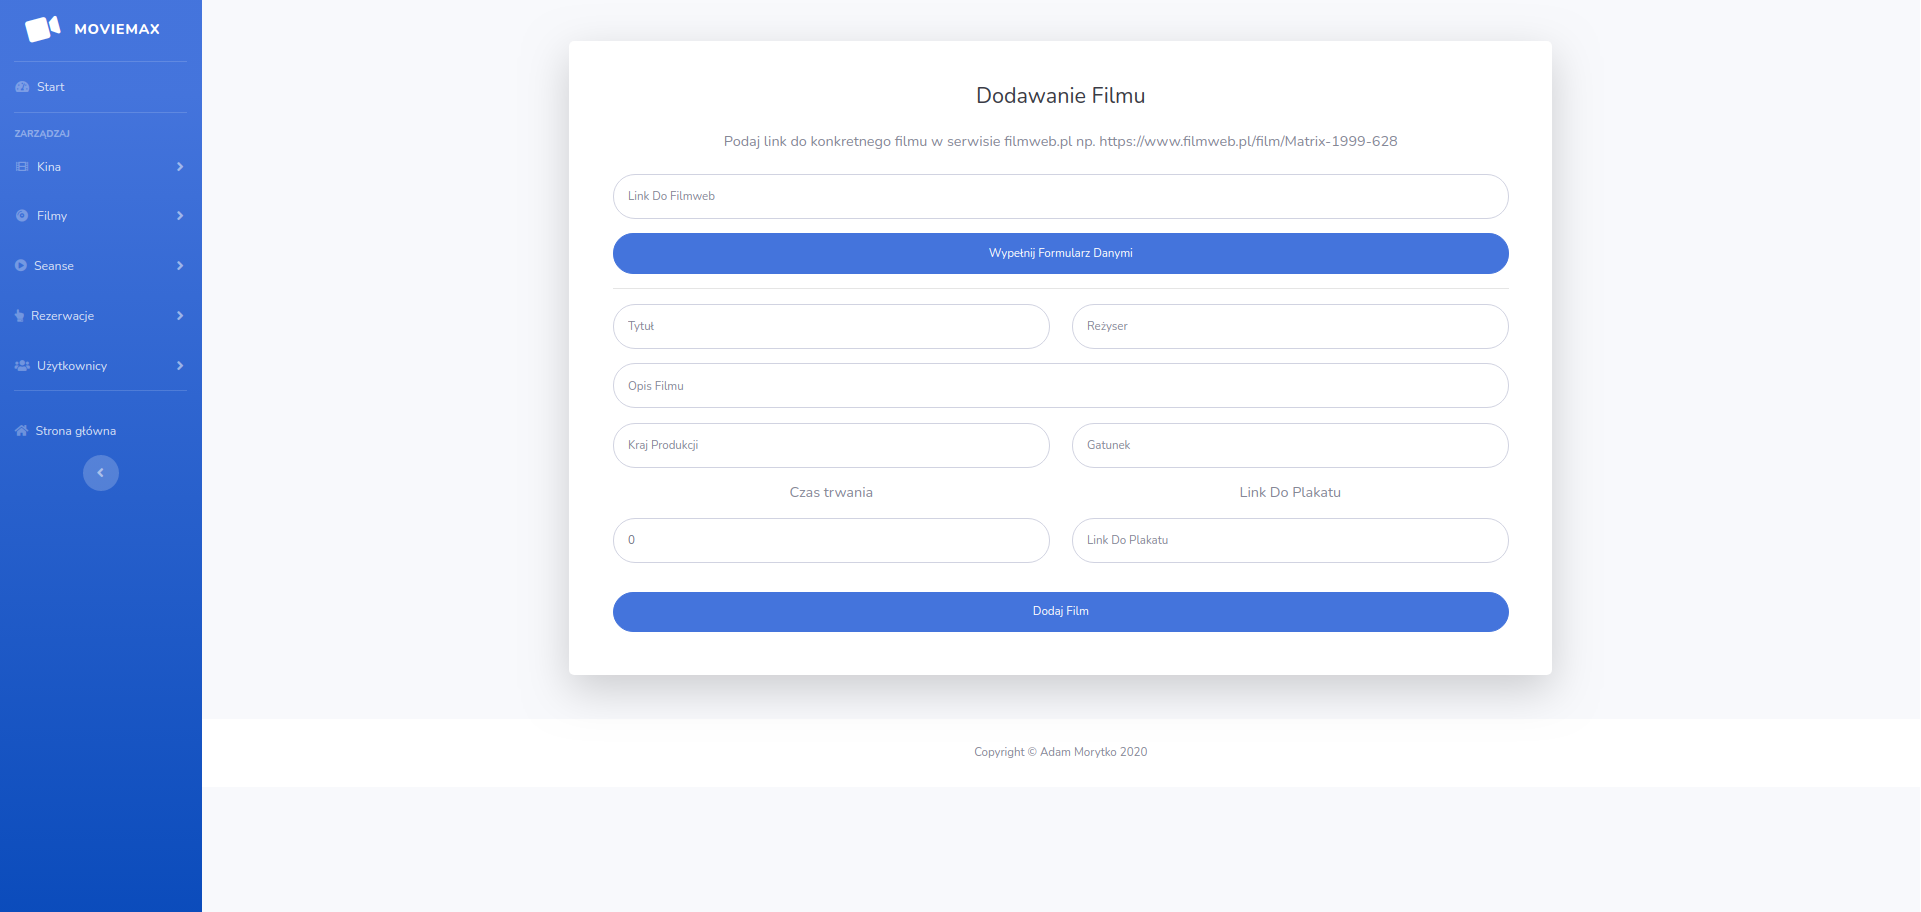 MOVIEMAX
Start
ZARZĄDZAJ
Kina
Filmy
Seanse
Rezerwacje
Użytkownicy
Strona główna
Dodawanie Filmu
Podaj link do konkretnego filmu w serwisie filmweb.pl np. https://www.filmweb.pl/film/Matrix-1999-628
Link Do Filmweb
Wypełnij Formularz Danymi
Tytuł
Reżyser
Opis Filmu
Kraj Produkcji
Gatunek
Czas trwania
Link Do Plakatu
0
Link Do Plakatu
Dodaj Film
Copyright © Adam Morytko 2020